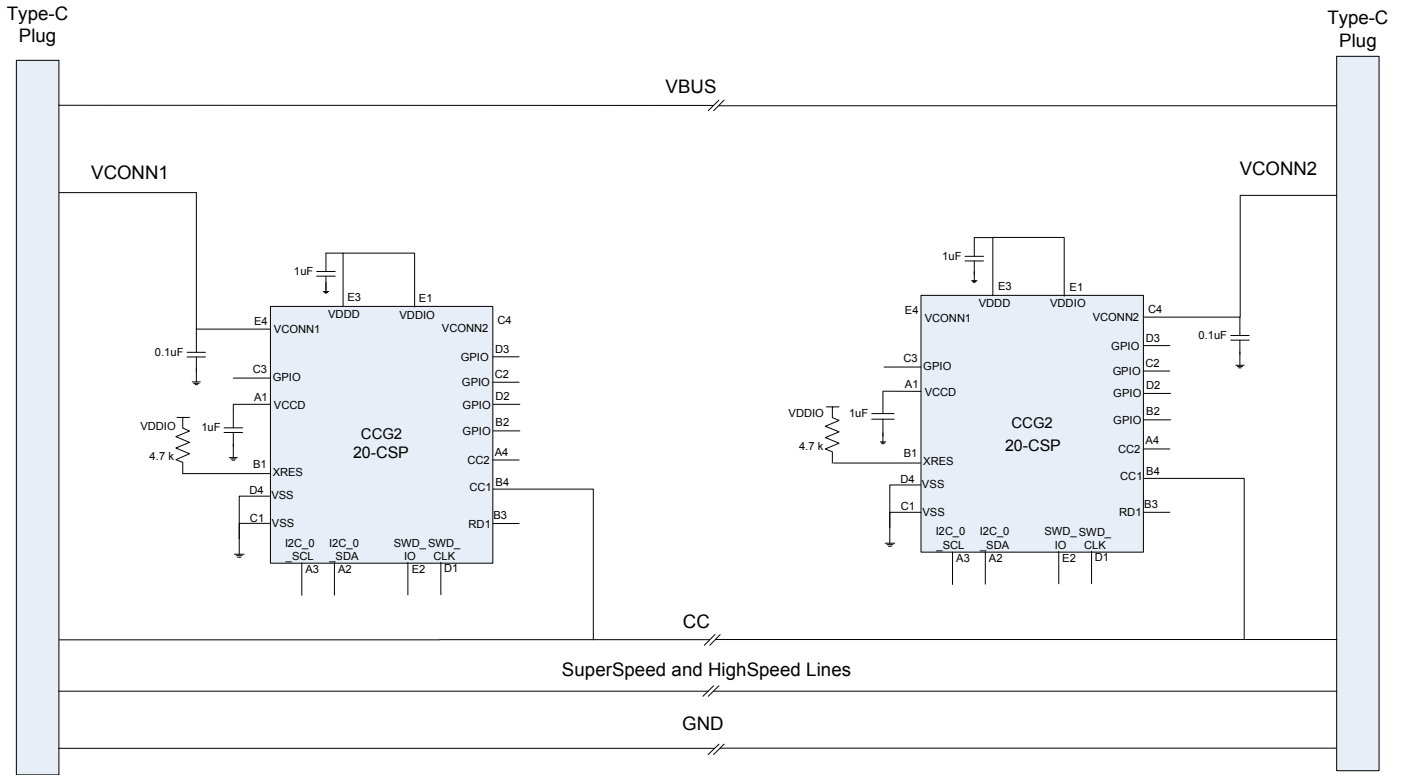 Type-C
Plug
Type-C
Plug
VBUS
VCONN1
VCONN2
1uF
E3
E1
VDDD
VDDIO
E4
VCONN1
VCONN2
C4
0.1uF
GPIO
D3
C3
GPIO
GPIO
C2
A1
VCCD
GPIO
D2
VDDIO
1uF
GPIO
B2
4.7 k
CCG2
20-CSP
CC2
A4
B1
XRES
CC1
B4
D4
VSS
C1
VSS
RD1
B3
I2C_0
_SCL
I2C_0
_SDA
SWD_
IO
SWD_
CLK
A3
A2
E2
D1
1uF
E3
E1
VDDD
VDDIO
E4
VCONN1
VCONN2
C4
0.1uF
GPIO
D3
C3
GPIO
GPIO
C2
A1
VCCD
GPIO
D2
VDDIO
1uF
GPIO
B2
4.7 k
CCG2
20-CSP
CC2
A4
B1
XRES
CC1
B4
D4
VSS
C1
VSS
RD1
B3
I2C_0
_SCL
I2C_0
_SDA
SWD_
IO
SWD_
CLK
A3
A2
E2
D1
CC
SuperSpeed and HighSpeed Lines
GND